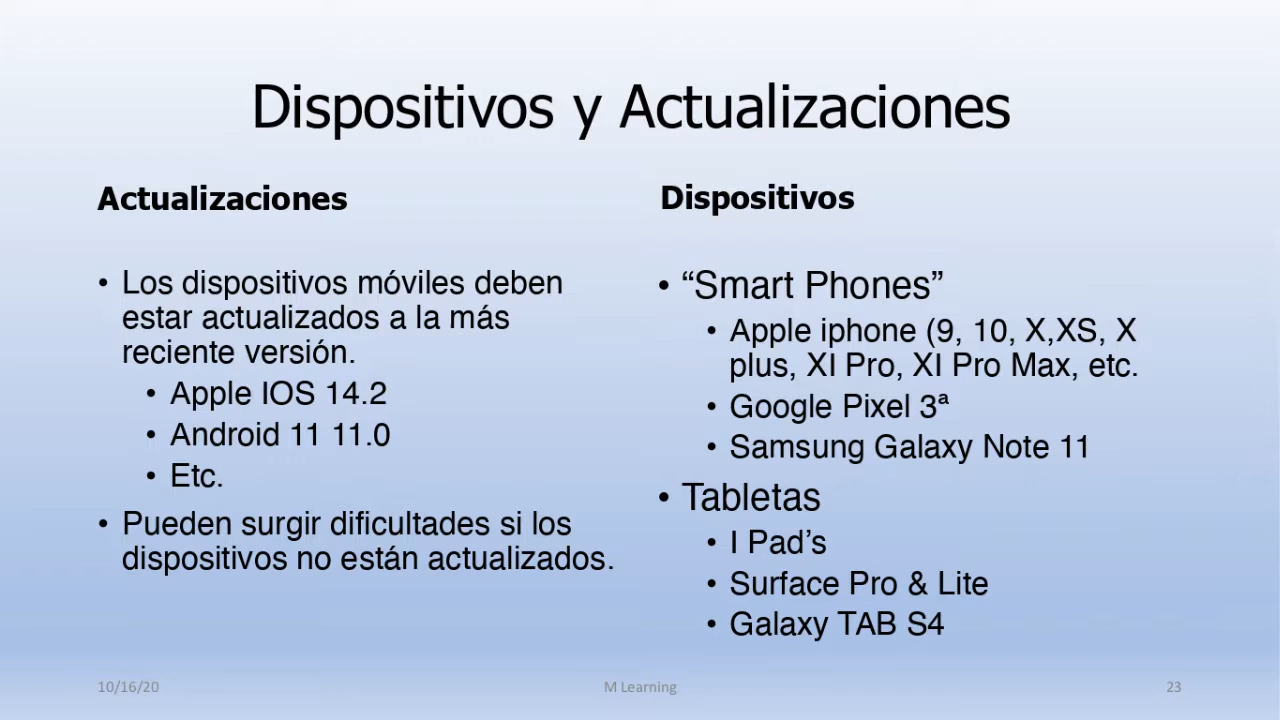 Dispositivos y Actualizaciones
Actualizaciones
• Los dispositivos móviles deben
estar actualizados a la más
reciente versión.
• Apple IOS 14.2
• Android 11 11.0
• Etc.
• Pueden surgir dificultades si los
dispositivos no están actualizados.
Dispositivos
• “Smart Phones”
• Apple iphone (9, 10, X,XS, X
plus, XI Pro, XI Pro Max, etc.
• Google Pixel 3ª
• Samsung Galaxy Note 11
• Tabletas
• I Pad’s
• Surface Pro & Lite
• Galaxy TAB S4
10/16/20
M Learning
23